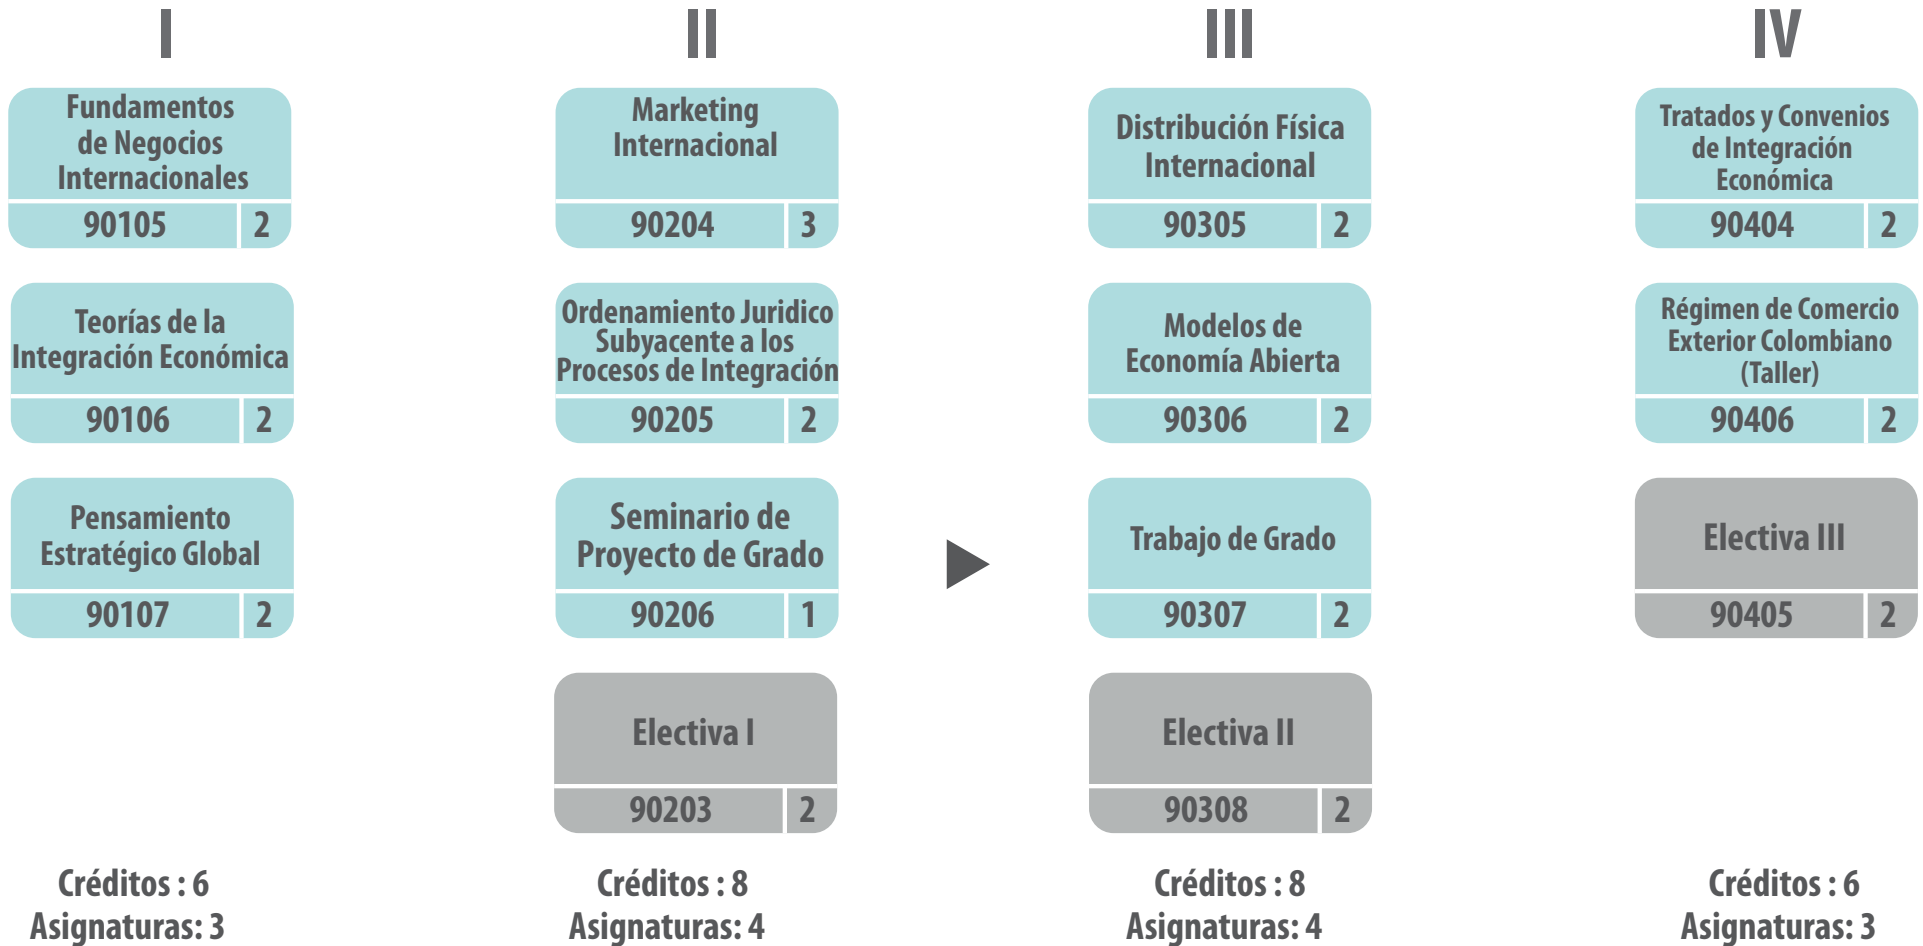 I
Fundamentos
de Negocios
Internacionales
90105 2
Teorías de la
Integración Económica
90106 2
Pensamiento
Estratégico Global
90107 2
Créditos : 6
Asignaturas: 3
II
Marketing
Internacional
90204 3
Ordenamiento Juridico
Subyacente a los
Procesos de Integración
90205 2
Seminario de
Proyecto de Grado
90206 1
Electiva I
90203 2
Créditos : 8
Asignaturas: 4
III
Distribución Física
Internacional
90305 2
Modelos de
Economía Abierta
90306 2
Trabajo de Grado
90307 2
Electiva II
90308 2
Créditos : 8
Asignaturas: 4
IV
Tratados y Convenios
de Integración
Económica
90404 2
Régimen de Comercio
Exterior Colombiano
(Taller)
90406 2
Electiva III
90405 2
Créditos : 6
Asignaturas: 3